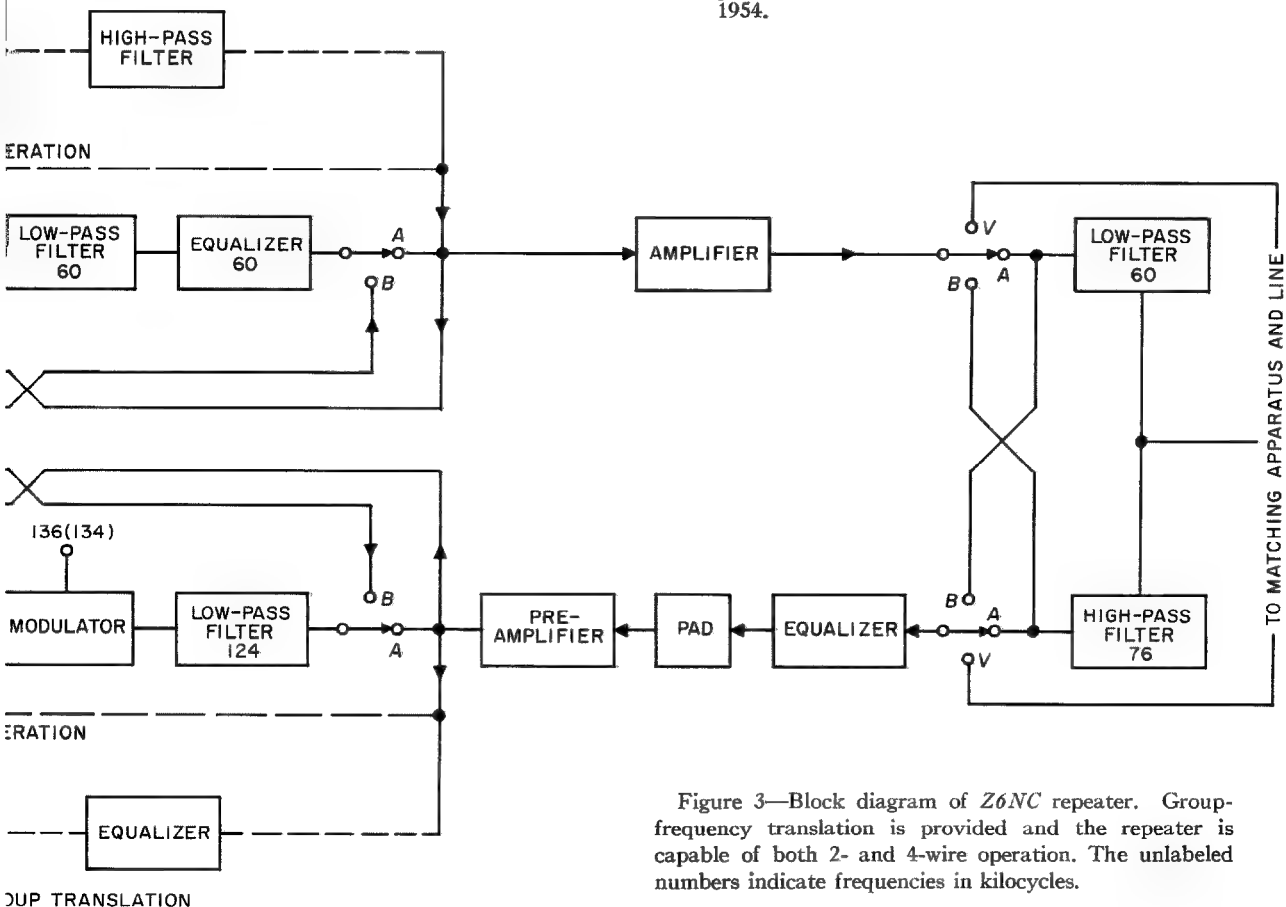 1954.
HIGH-PASS
FILTER
ERATION
LOW-PASS
FILTER
60
EQUALIZER
60
A
B
AMPLIFIER
V
B
A
LOW-PASS
FILTER
60
TO MATCHING APPARATUS AND LINE
136(134)
MODULATOR
LOW-PASS
FILTER
124
B
A
PRE-
AMPLIFIER
PAD
EQUALIZER
B
A
V
HIGH-PASS
FILTER
76
ERATION
EQUALIZER
OUP TRANSLATION
Figure 3—Block diagram of Z6NC repeater. Group-
frequency translation is provided and the repeater is
capable of both 2- and 4-wire operation. The unlabeled
numbers indicate frequencies in kilocycles.